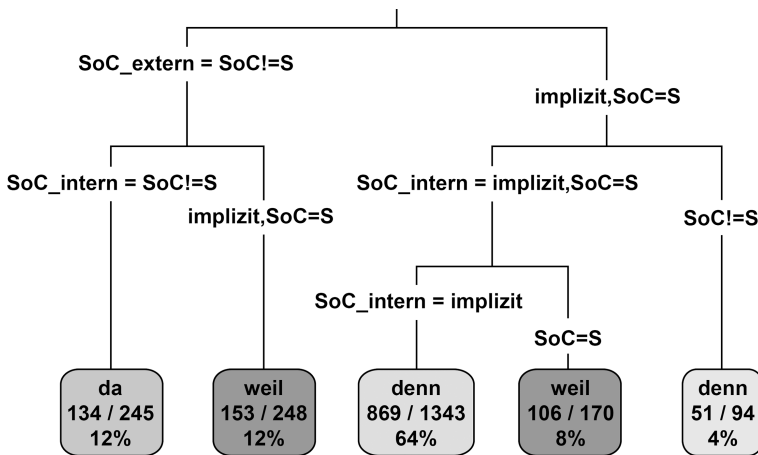 SoC_extern = SoC!=S
implizit,SoC=S
SoC_intern = SoC!=S
implizit,SoC=S
SoC_intern = implizit,SoC=S
SoC!=S
SoC_intern = implizit
SoC=S
da
134 / 245
12%
weil
153 / 248
12%
denn
869 / 1343
64%
weil
106 / 170
8%
denn
51 / 94
4%